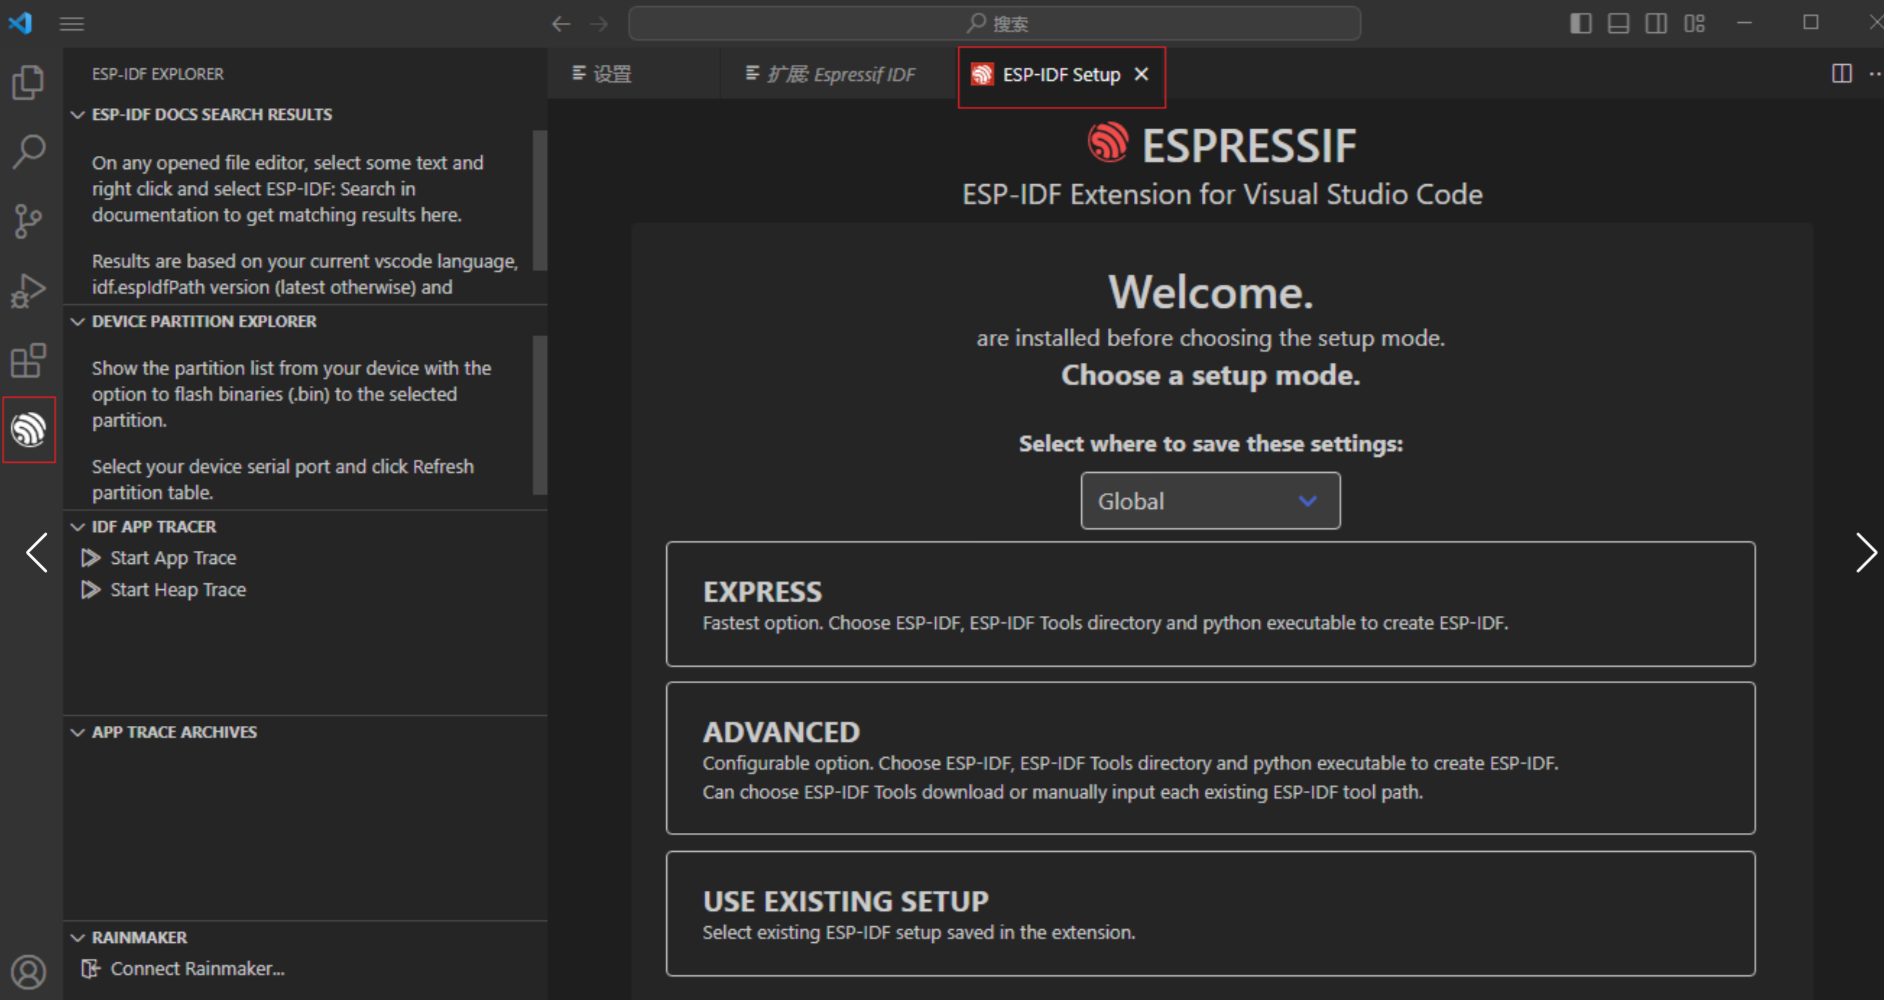 搜索
ESP-IDF EXPLORER
设置
扩展: Espressif IDF
ESP-IDF Setup
ESP-IDF DOCS SEARCH RESULTS
On any opened file editor, select some text and
right click and select ESP-IDF: Search in
documentation to get matching results here.
Results are based on your current vscode language,
idf.espIdfPath version (latest otherwise) and
DEVICE PARTITION EXPLORER
Show the partition list from your device with the
option to flash binaries (.bin) to the selected
partition.
Select your device serial port and click Refresh
partition table.
IDF APP TRACER
Start App Trace
Start Heap Trace
APP TRACE ARCHIVES
RAINMAKER
Connect Rainmaker...
ESPRESSIF
ESP-IDF Extension for Visual Studio Code
Welcome.
are installed before choosing the setup mode.
Choose a setup mode.
Select where to save these settings:
Global
EXPRESS
Fastest option. Choose ESP-IDF, ESP-IDF Tools directory and python executable to create ESP-IDF.
ADVANCED
Configurable option. Choose ESP-IDF, ESP-IDF Tools directory and python executable to create ESP-IDF.
Can choose ESP-IDF Tools download or manually input each existing ESP-IDF tool path.
USE EXISTING SETUP
Select existing ESP-IDF setup saved in the extension.